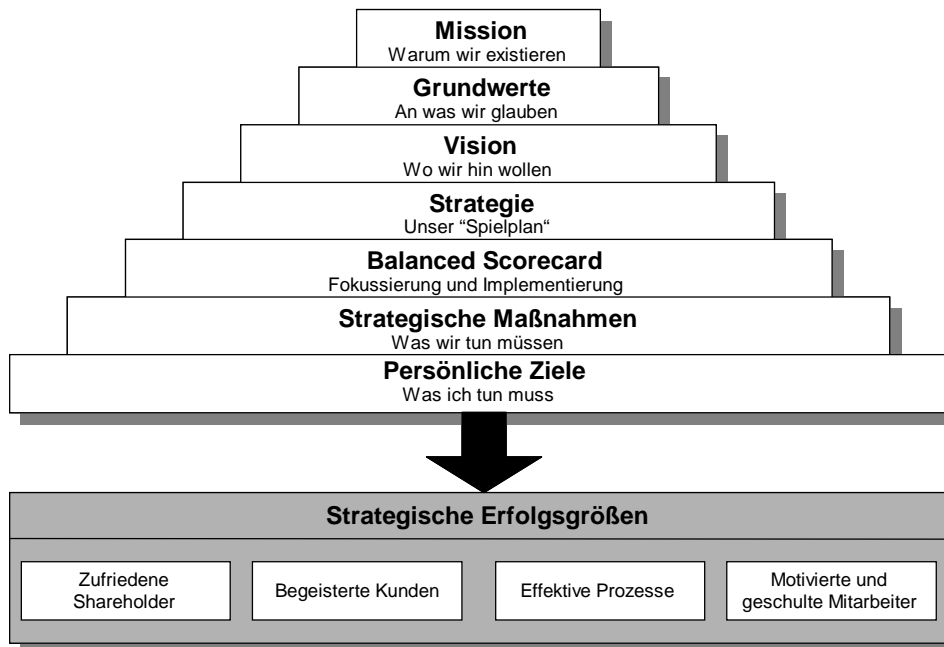 Mission
Warum wir existieren
Grundwerte
An was wir glauben
Vision
Wo wir hin wollen
Strategie
Unser “Spielplan“
Balanced Scorecard
Fokussierung und Implementierung
Strategische Maßnahmen
Was wir tun müssen
Persönliche Ziele
Was ich tun muss
Strategische Erfolgsgrößen
Zufriedene
Shareholder
Begeisterte Kunden
Effektive Prozesse
Motivierte und
geschulte Mitarbeiter